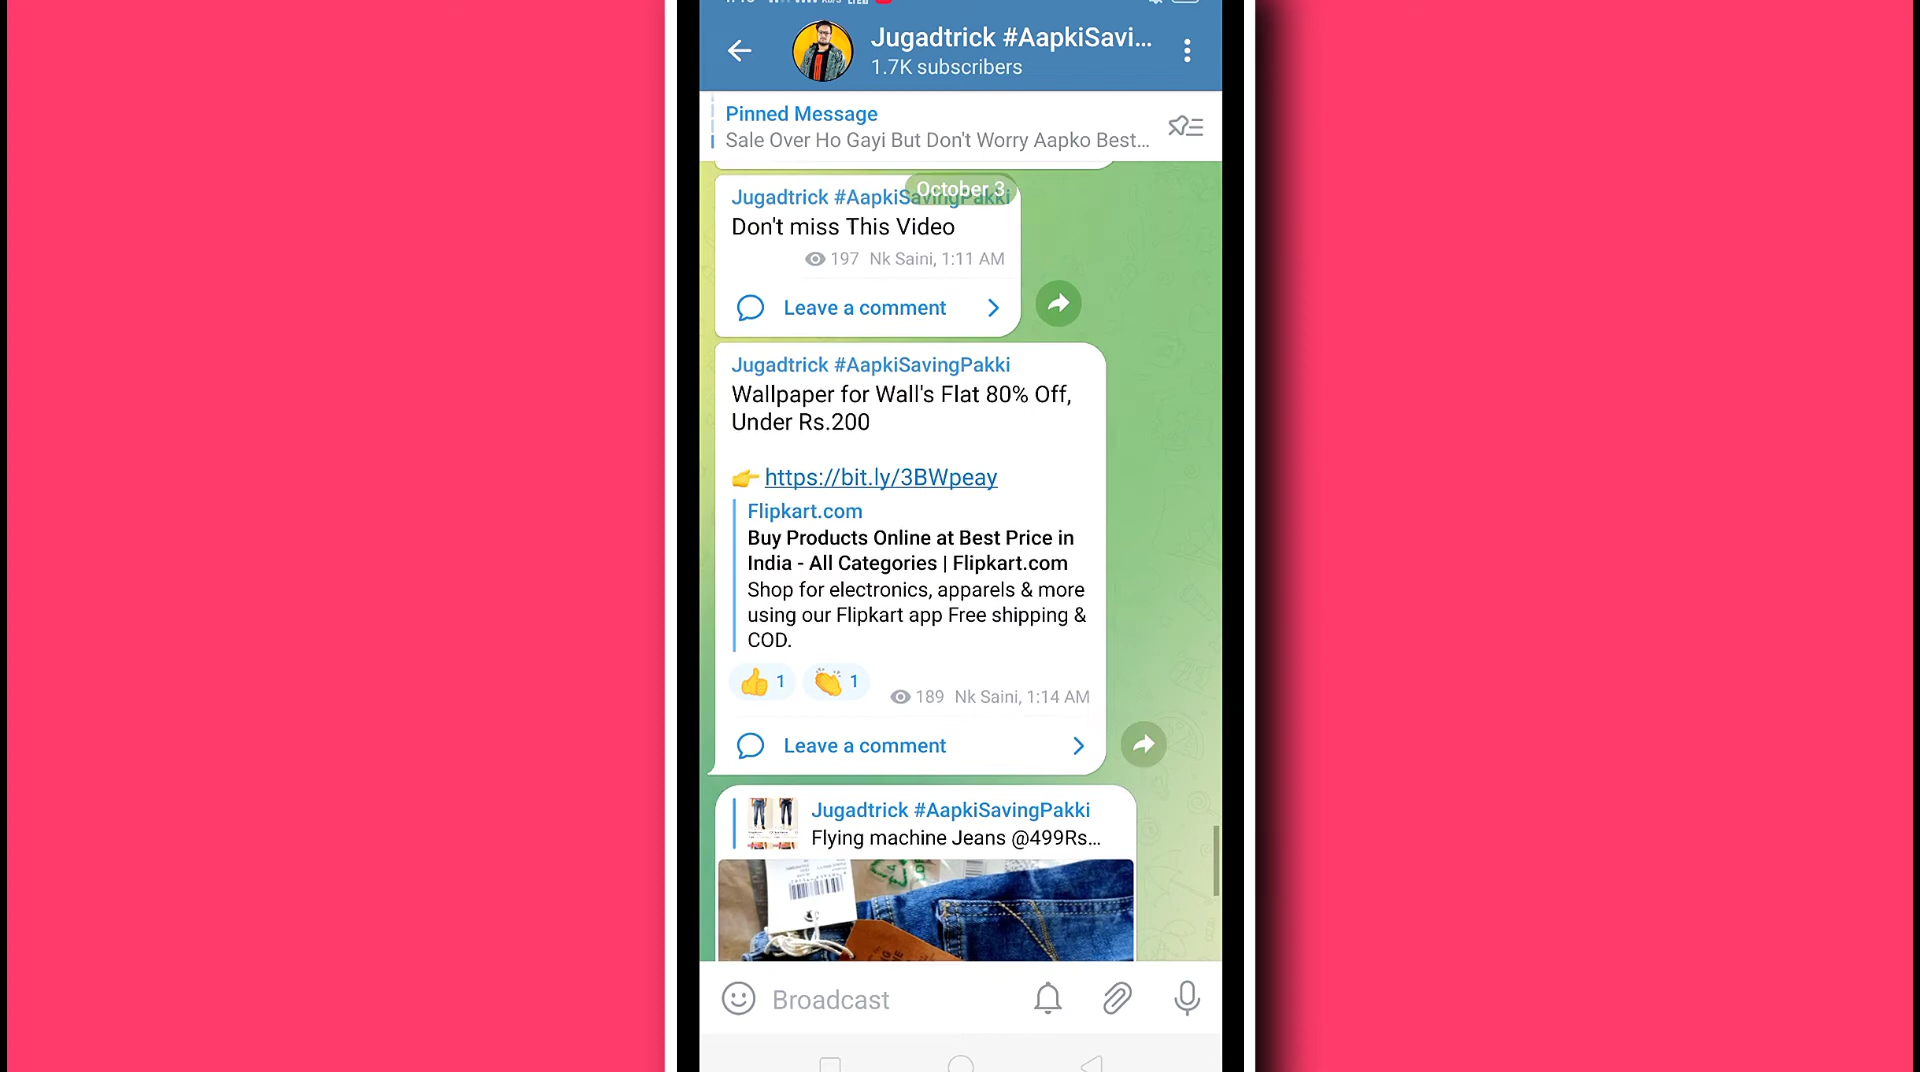 Jugadtrick #AapkiSavi...
1.7K subscribers
Pinned Message
Sale Over Ho Gayi But Don't Worry Aapko Best...
October 3
Jugadtrick #AapkiSavingPakki
Don't miss This Video
197 Nk Saini, 1:11 AM
Leave a comment
Jugadtrick #AapkiSavingPakki
Wallpaper for Wall's Flat 80% Off,
Under Rs.200
👉 https://bit.ly/3BWpeay
Flipkart.com
Buy Products Online at Best Price in
India - All Categories | Flipkart.com
Shop for electronics, apparels & more
using our Flipkart app Free shipping &
COD.
👍 1 👏 1
189 Nk Saini, 1:14 AM
Leave a comment
Jugadtrick #AapkiSavingPakki
Flying machine Jeans @499Rs...
Broadcast